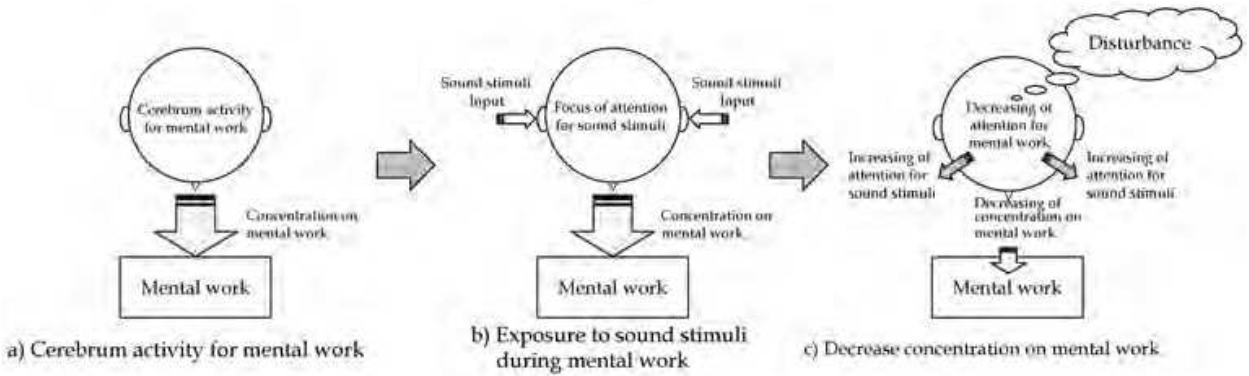 Cerebrum activity
for mental work
Concentration on
mental work
Mental work
a) Cerebrum activity for mental work
Sound stimuli
Input
Focus of attention
for sound stimuli
Sound stimuli
Input
Concentration on
mental work
Mental work
b) Exposure to sound stimuli
during mental work
Disturbance
Decreasing of
attention for
mental work
Increasing of
attention for
sound stimuli
Increasing of
attention for
sound stimuli
Decreasing of
concentration on
mental work
Mental work
c) Decrease concentration on mental work